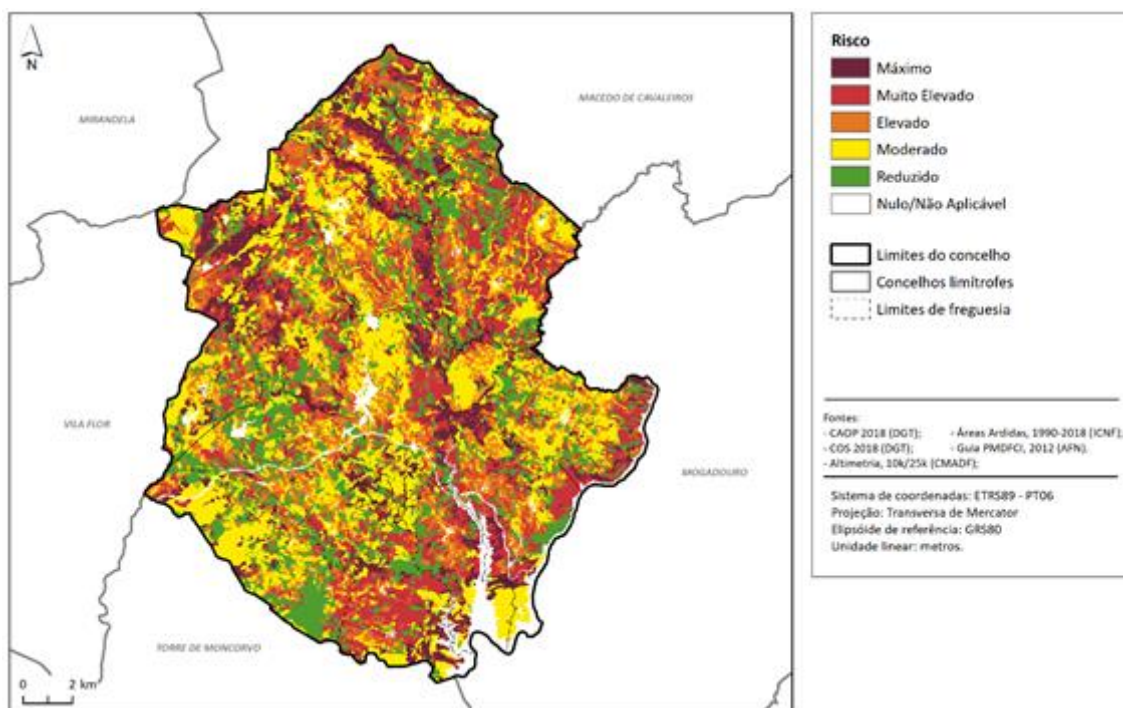 N
MIRANDELA
MACEDO DE CAVALEIROS
VILA FLOR
MOGADOURO
TORRE DE MONCORVO
0 2 km
Risco
Máximo
Muito Elevado
Elevado
Moderado
Reduzido
Nulo/Não Aplicável
Limites do concelho
Concelhos limítrofes
Limites de freguesia
Fontes:
- CAOP 2018 (DGT); - Áreas Ardidas, 1990-2018 (ICNF);
- COS 2018 (DGT); - Guia PMDFCI, 2012 (AFN).
- Altimetria, 10k/25k (CMADF);
Sistema de coordenadas: ETRS89 - PT06
Projeção: Transversa de Mercator
Elipsóide de referência: GRS80
Unidade linear: metros.